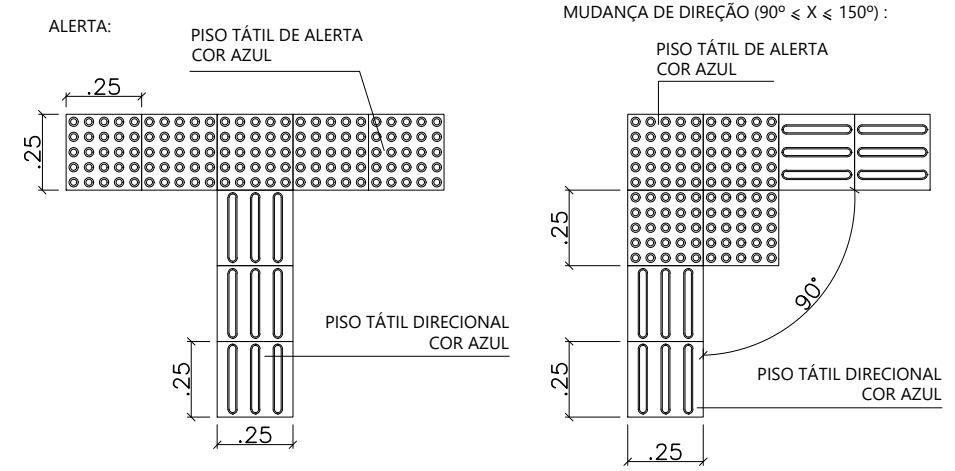 ALERTA:
PISO TÁTIL DE ALERTA
COR AZUL
.25
.25
PISO TÁTIL DIRECIONAL
COR AZUL
.25
.25
MUDANÇA DE DIREÇÃO (90º ⩽ X ⩽ 150º) :
PISO TÁTIL DE ALERTA
COR AZUL
.25
90°
PISO TÁTIL DIRECIONAL
COR AZUL
.25
.25